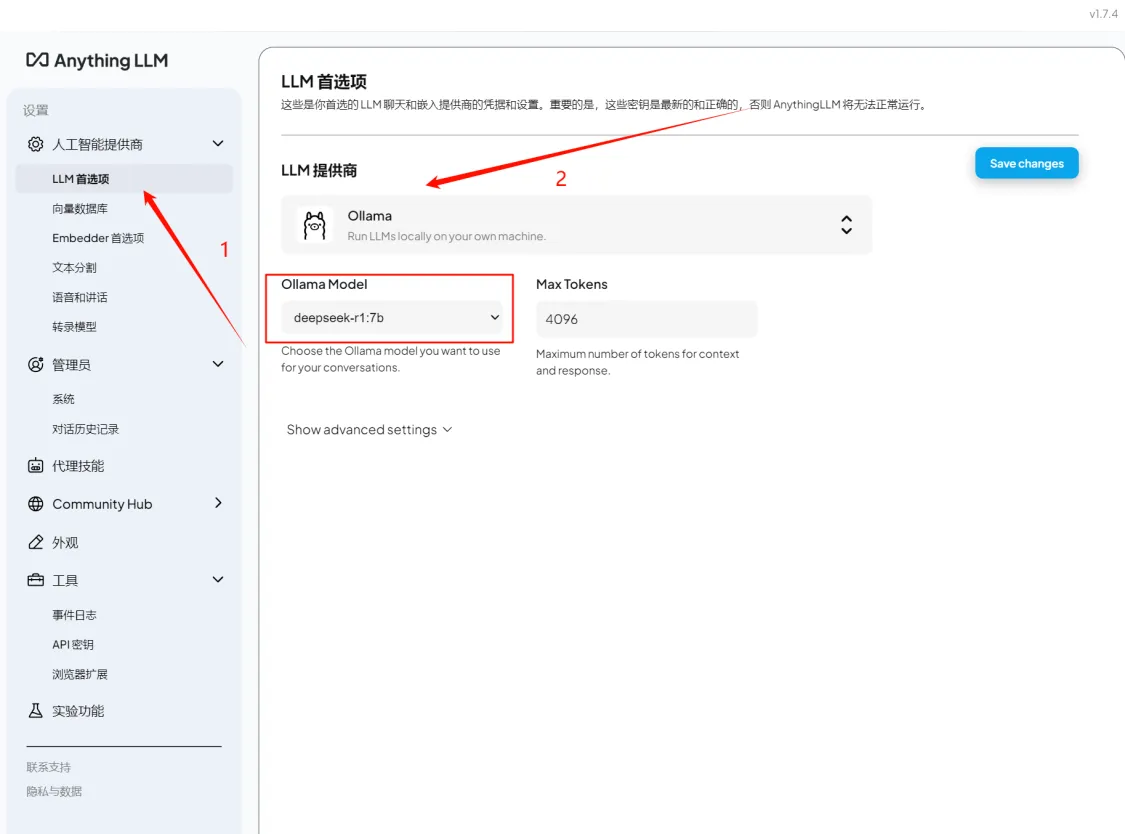 v1.7.4
Anything LLM
设置
人工智能提供商
LLM 首选项
向量数据库
Embedder 首选项
文本分割
语音和讲话
转录模型
管理员
系统
对话历史记录
代理技能
Community Hub
外观
工具
事件日志
API 密钥
浏览器扩展
实验功能
联系支持
隐私与数据
1
LLM 首选项
这些是你首选的 LLM 聊天和嵌入提供商的凭据和设置。重要的是，这些密钥是最新的和正确的，否则 AnythingLLM 将无法正常运行。
LLM 提供商
2
Save changes
Ollama
Run LLMs locally on your own machine.
Ollama Model
deepseek-r1:7b
Choose the Ollama model you want to use
for your conversations.
Max Tokens
4096
Maximum number of tokens for context
and response.
Show advanced settings